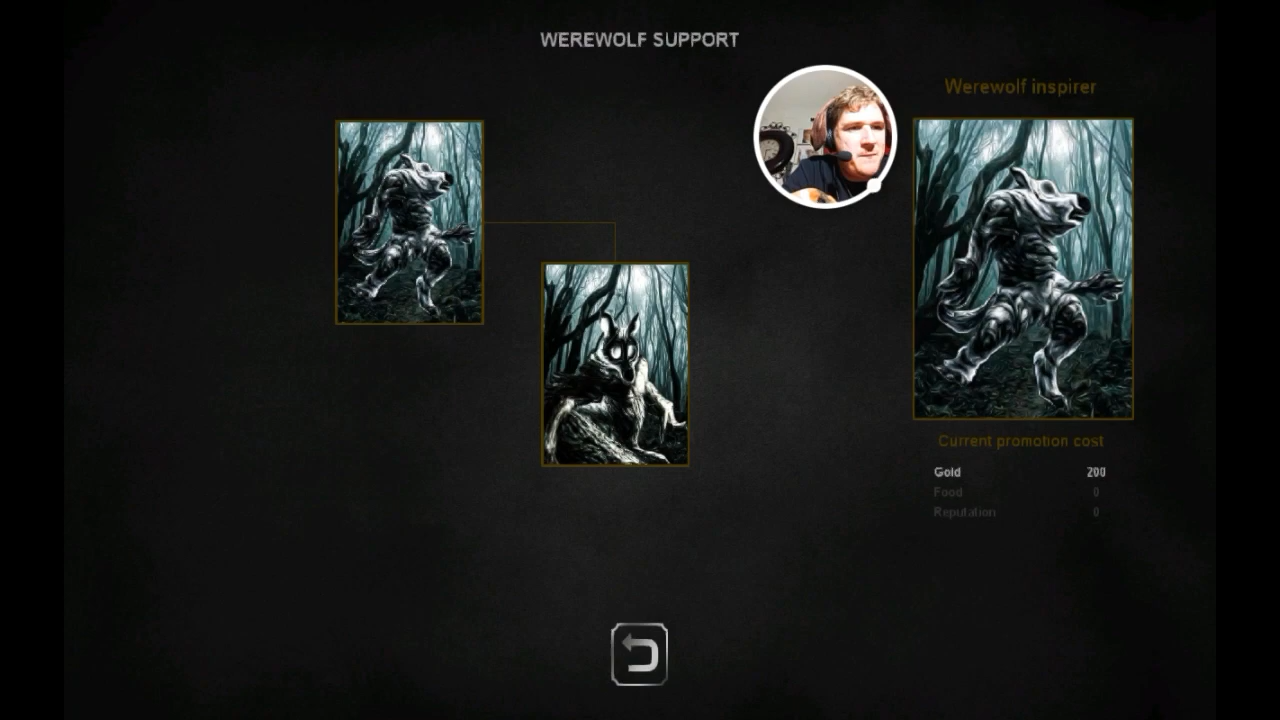 WEREWOLF SUPPORT
Werewolf inspirer
Current promotion cost
Gold 200
Food 0
Reputation 0